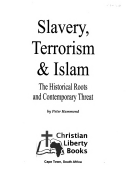 Slavery,
Terrorism
& Islam
The Historical Roots
and Contemporary Threat
by Peter Hammond
Christian
Liberty
Books
Cape Town, South Africa